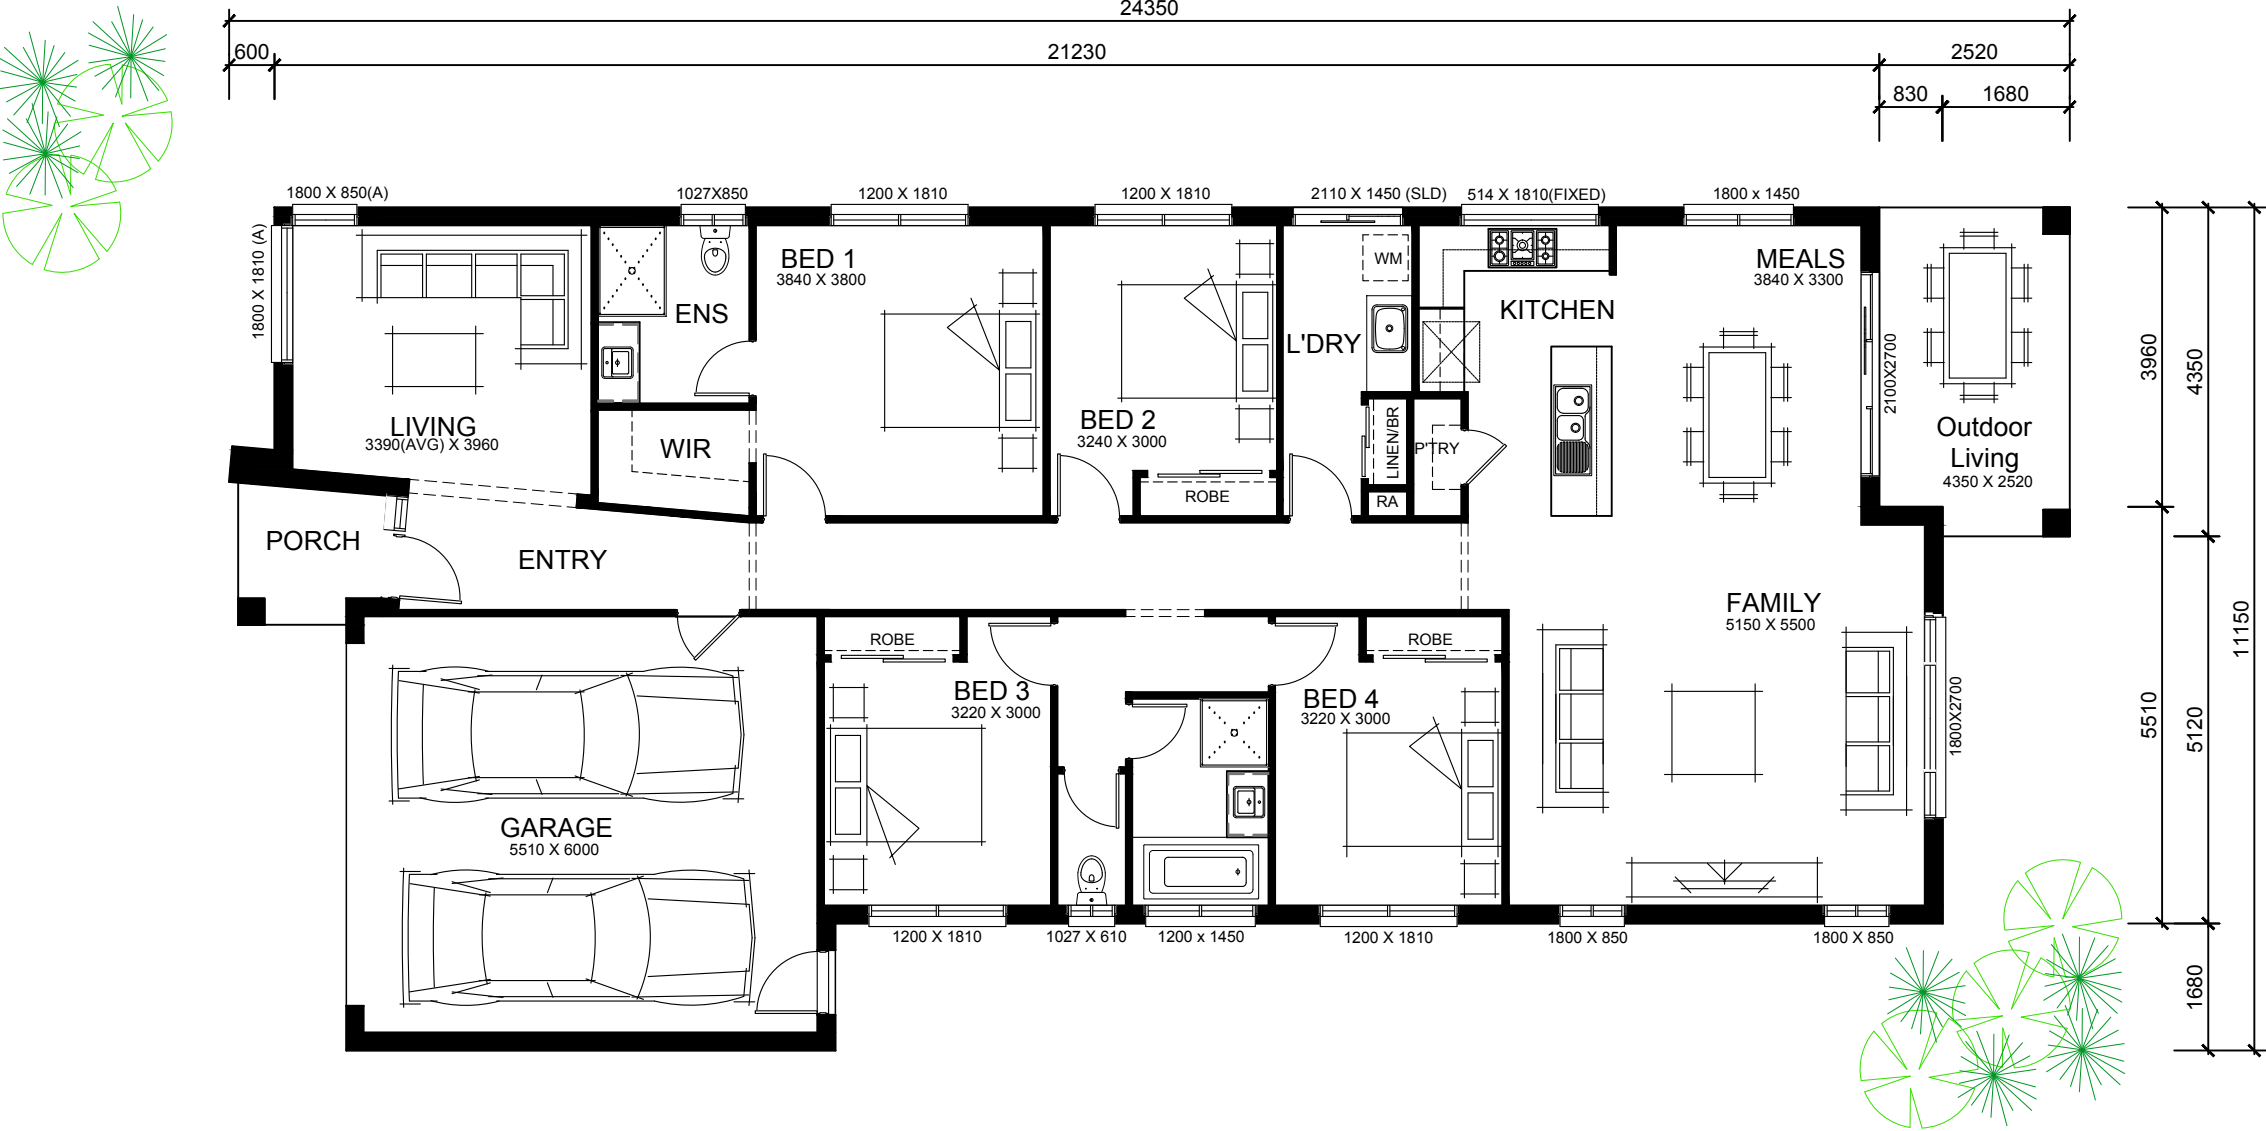 24350
600
21230
2520
830
1680
1800 X 850(A)
1027X850
1200 X 1810
1200 X 1810
2110 X 1450 (SLD)
514 X 1810(FIXED)
1800 x 1450
1800 X 1810 (A)
BED 1
3840 X 3800
WM
MEALS
3840 X 3300
ENS
KITCHEN
L'DRY
2100X2700
3960
4350
LIVING
3390(AVG) X 3960
WIR
BED 2
3240 X 3000
LINEN/BR
P'TRY
Outdoor
Living
4350 X 2520
ROBE
RA
PORCH
ENTRY
FAMILY
5150 X 5500
11150
ROBE
ROBE
BED 3
3220 X 3000
BED 4
3220 X 3000
1800X2700
5510
5120
GARAGE
5510 X 6000
1200 X 1810
1027 X 610
1200 x 1450
1200 X 1810
1800 X 850
1800 X 850
1680